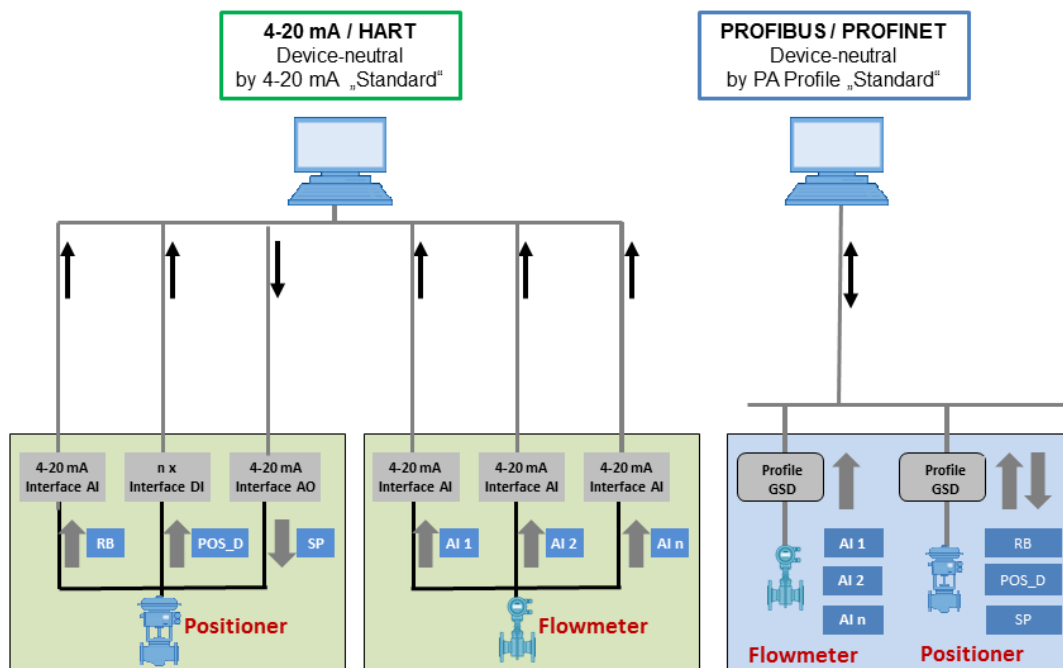 4-20 mA / HART
Device-neutral
by 4-20 mA „Standard“
PROFIBUS / PROFINET
Device-neutral
by PA Profile „Standard“
4-20 mA
Interface AI
n x
Interface DI
4-20 mA
Interface AO
4-20 mA
Interface AI
4-20 mA
Interface AI
4-20 mA
Interface AI
Profile
GSD
Profile
GSD
RB
POS_D
SP
AI 1
AI 2
AI n
AI 1
AI 2
AI n
RB
POS_D
SP
Positioner
Flowmeter
Flowmeter
Positioner